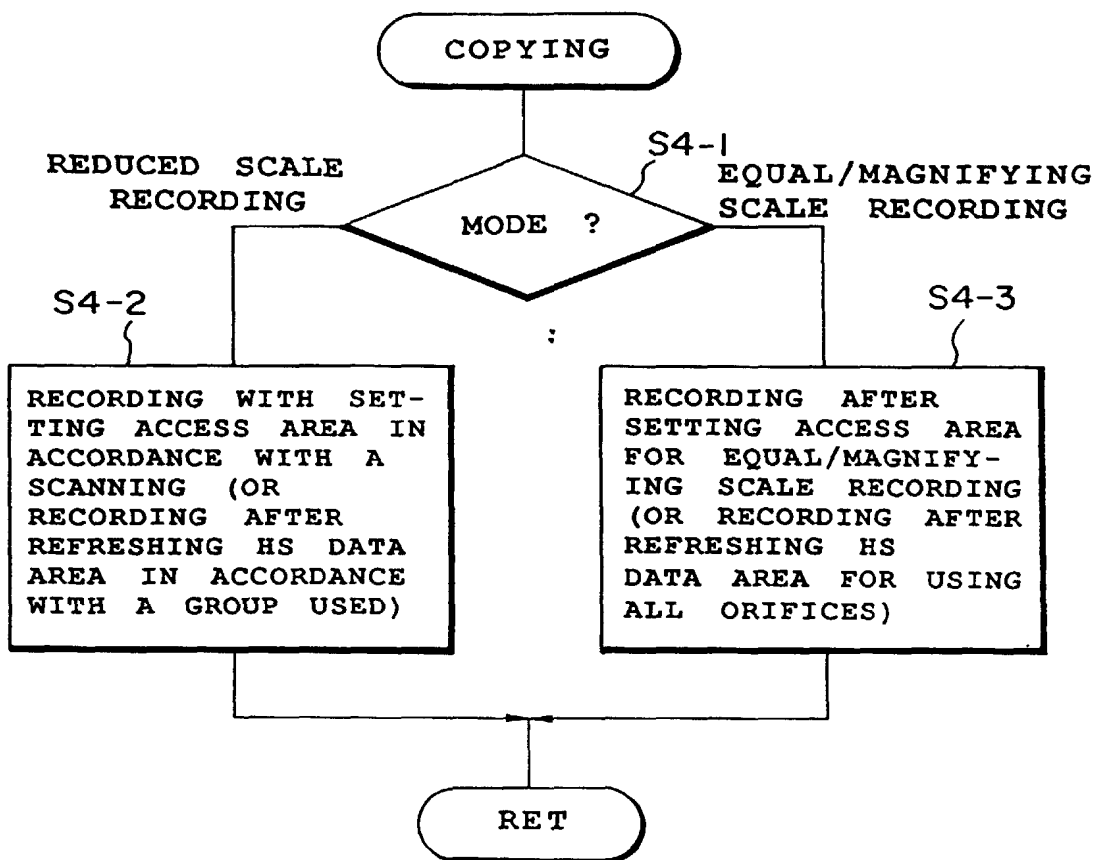 COPYING
S4-1
REDUCED SCALE
RECORDING
EQUAL/MAGNIFYING
SCALE RECORDING
MODE ?
S4-2
S4-3
RECORDING WITH SET-
TING ACCESS AREA IN
ACCORDANCE WITH A
SCANNING (OR
RECORDING AFTER
REFRESHING HS DATA
AREA IN ACCORDANCE
WITH A GROUP USED)
RECORDING AFTER
SETTING ACCESS AREA
FOR EQUAL/MAGNIFY-
ING SCALE RECORDING
(OR RECORDING AFTER
REFRESHING HS
DATA AREA FOR USING
ALL ORIFICES)
RET